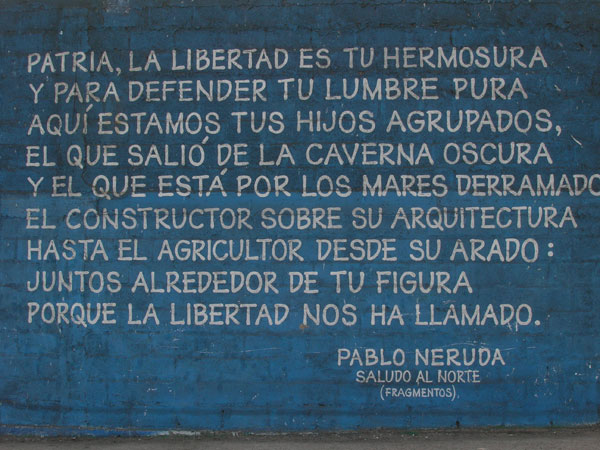 PATRIA, LA LIBERTAD ES TU HERMOSURA
Y PARA DEFENDER TU LUMBRE PURA
AQUÍ ESTAMOS TUS HIJOS AGRUPADOS,
EL QUE SALIÓ DE LA CAVERNA OSCURA
Y EL QUE ESTÁ POR LOS MARES DERRAMADO
EL CONSTRUCTOR SOBRE SU ARQUITECTURA
HASTA EL AGRICULTOR DESDE SU ARADO:
JUNTOS ALREDEDOR DE TU FIGURA
PORQUE LA LIBERTAD NOS HA LLAMADO.
PABLO NERUDA
SALUDO AL NORTE
(FRAGMENTOS).